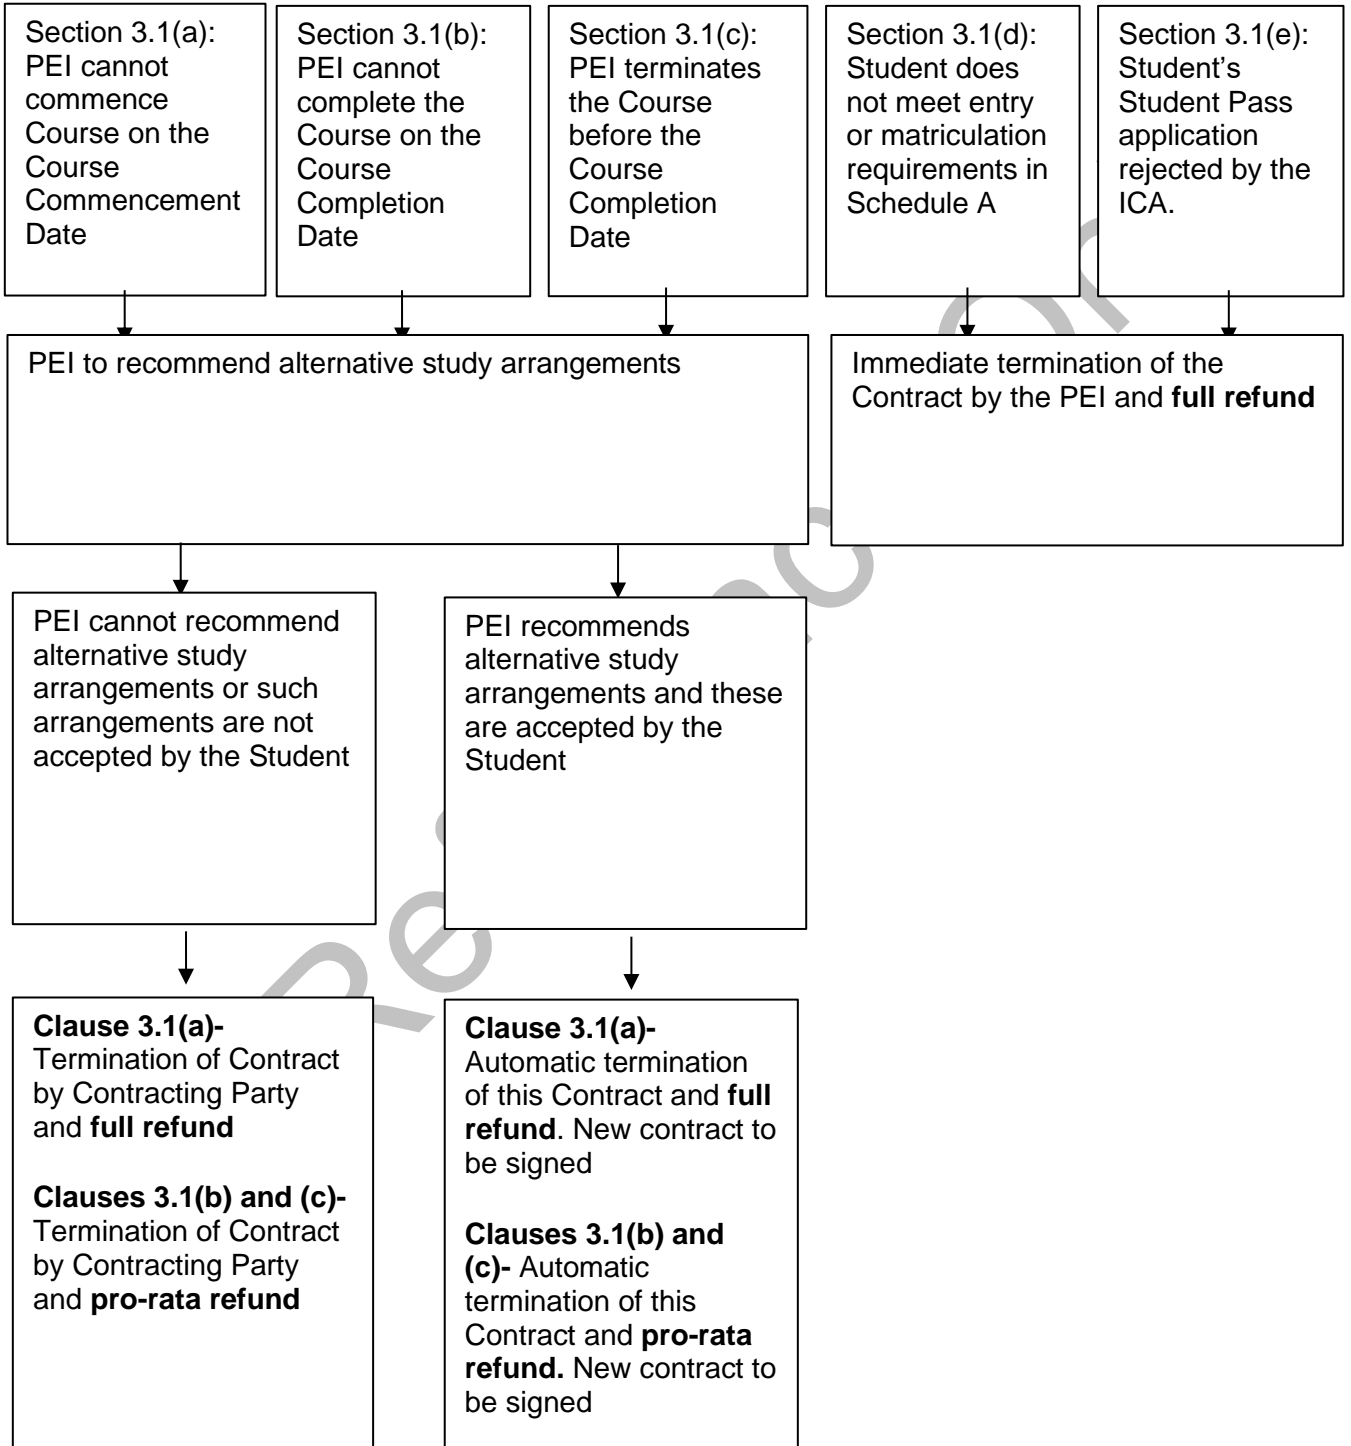 Section 3.1(a):
PEI cannot
commence
Course on the
Course
Commencement
Date
Section 3.1(b):
PEI cannot
complete the
Course on the
Course
Completion
Date
Section 3.1(c):
PEI terminates
the Course
before the
Course
Completion
Date
Section 3.1(d):
Student does
not meet entry
or matriculation
requirements in
Schedule A
Section 3.1(e):
Student’s
Student Pass
application
rejected by the
ICA.
PEI to recommend alternative study arrangements
Immediate termination of the
Contract by the PEI and full refund
PEI cannot recommend
alternative study
arrangements or such
arrangements are not
accepted by the Student
PEI recommends
alternative study
arrangements and these
are accepted by the
Student
Clause 3.1(a)-
Termination of Contract
by Contracting Party
and full refund
Clauses 3.1(b) and (c)-
Termination of Contract
by Contracting Party
and pro-rata refund
Clause 3.1(a)-
Automatic termination
of this Contract and full
refund. New contract to
be signed
Clauses 3.1(b) and
(c)- Automatic
termination of this
Contract and pro-rata
refund. New contract to
be signed